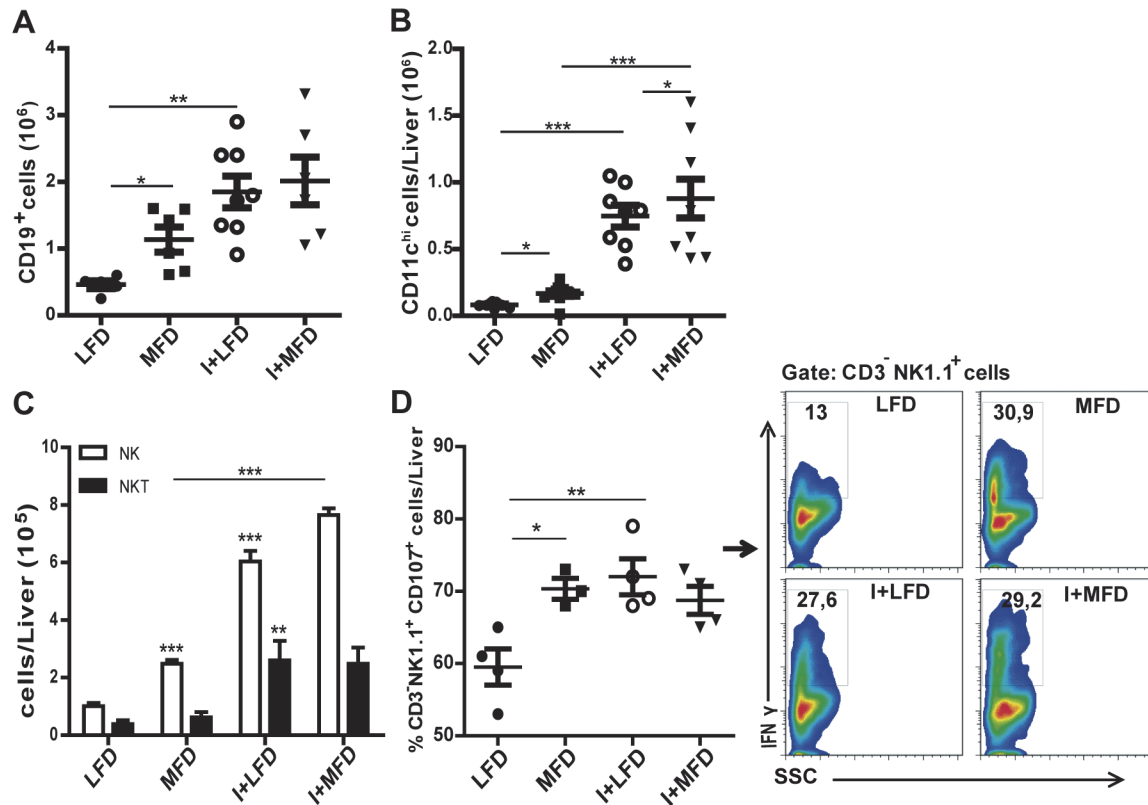 A
CD19+cells (10⁶)
4
3
2
1
0
**
*
LFD
MFD
I+LFD
I+MFD
B
CD11c^hi cells/Liver (10⁶)
2.0
1.5
1.0
0.5
0.0
***
*
***
*
LFD
MFD
I+LFD
I+MFD
C
cells/Liver (10⁵)
10
8
6
4
2
0
NK
NKT
***
***
**
***
LFD
MFD
I+LFD
I+MFD
D
% CD3⁻NK1.1⁺ CD107⁺ cells/Liver
90
80
70
60
50
**
*
LFD
MFD
I+LFD
I+MFD
Gate: CD3⁻ NK1.1⁺ cells
13 LFD
30,9 MFD
27,6 I+LFD
29,2 I+MFD
IFN γ
SSC